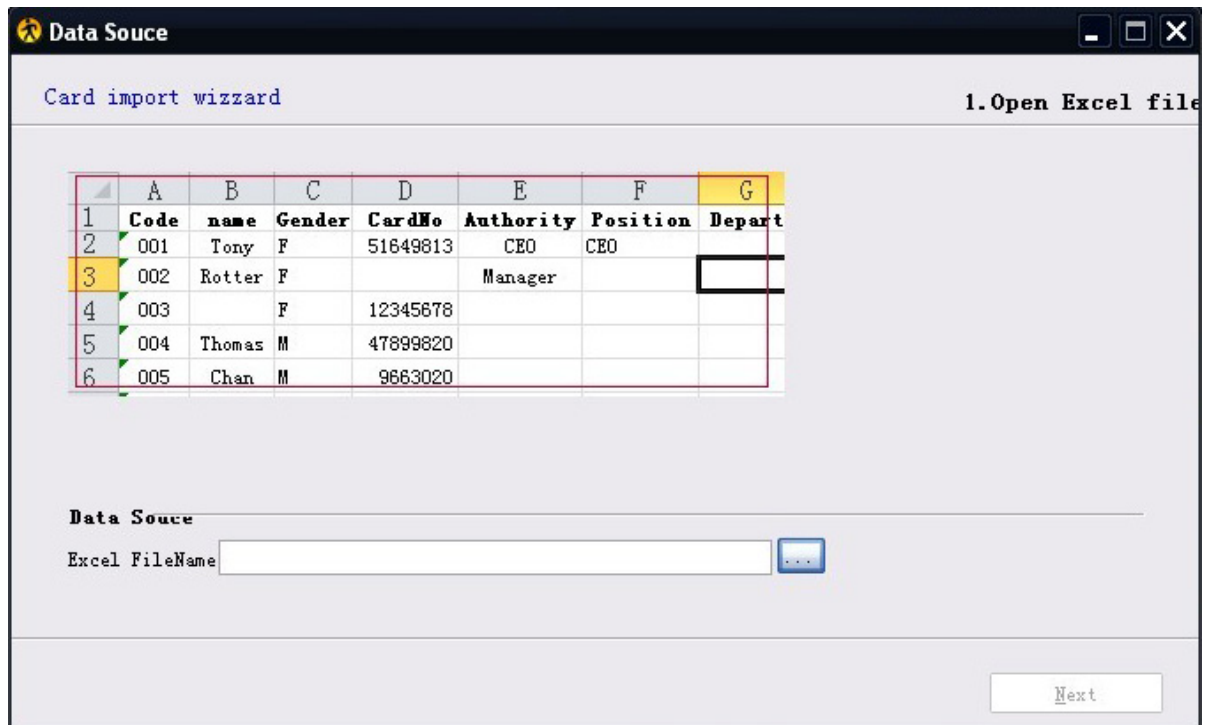 Data Souce
Card import wizzard
1.Open Excel file
A B C D E F G
1 Code name Gender CardNo Authority Position Depart
2 001 Tony F 51649813 CEO CEO
3 002 Rotter F Manager
4 003 F 12345678
5 004 Thomas M 47899820
6 005 Chan M 9663020
Data Souce
Excel FileName ...
Next